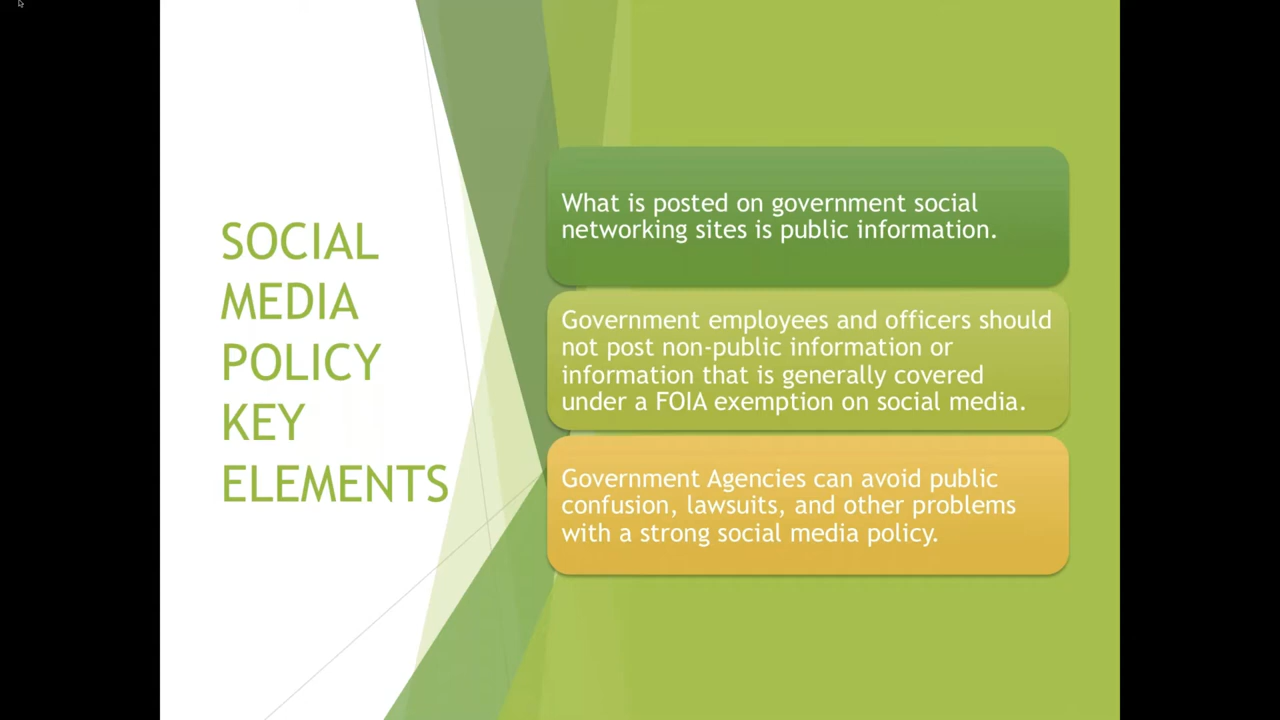 SOCIAL
MEDIA
POLICY
KEY
ELEMENTS
What is posted on government social
networking sites is public information.
Government employees and officers should
not post non-public information or
information that is generally covered
under a FOIA exemption on social media.
Government Agencies can avoid public
confusion, lawsuits, and other problems
with a strong social media policy.